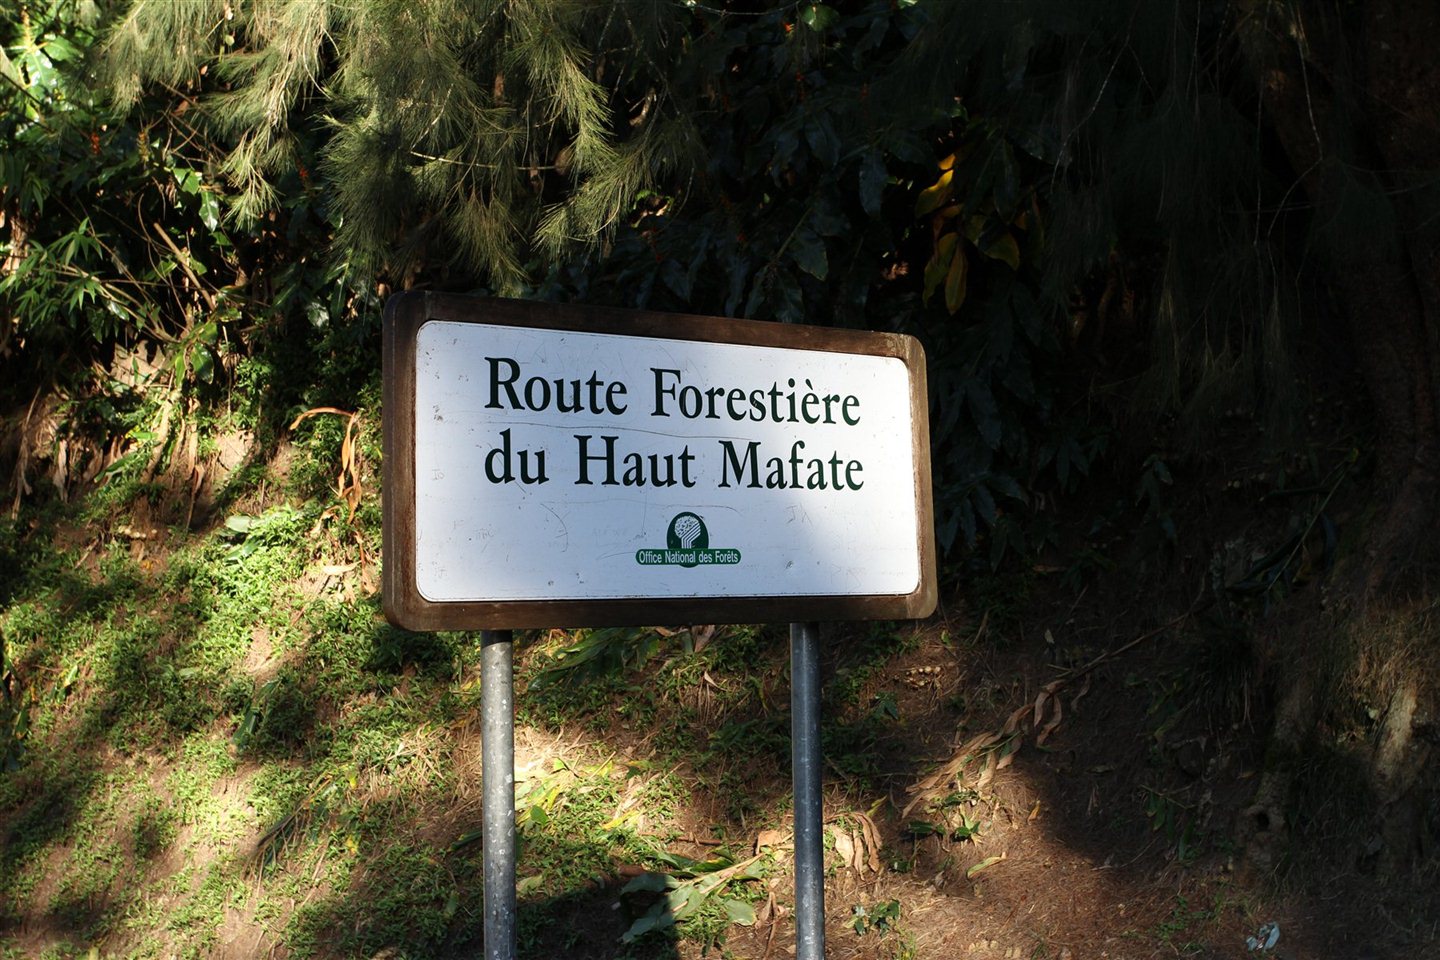 Route Forestière
du Haut Mafate
Office National des Forêts